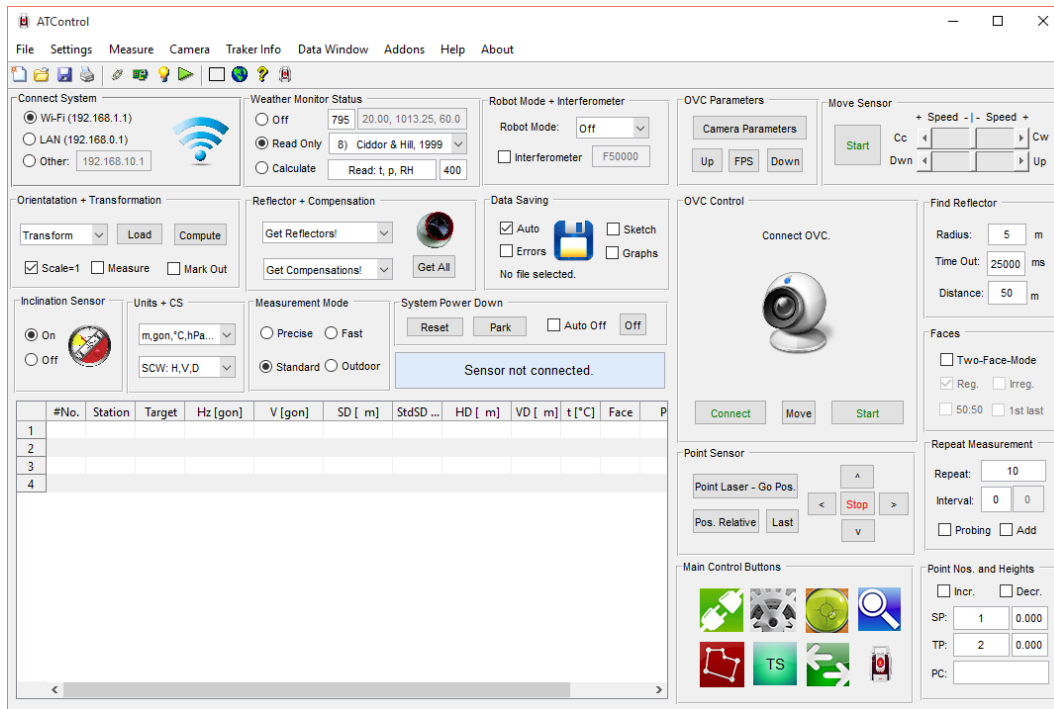 ATControl
File Settings Measure Camera Traker Info Data Window Addons Help About
Connect System
Wi-Fi (192.168.1.1)
LAN (192.168.0.1)
Other: 192.168.10.1
Weather Monitor Status
Off 795 20.00, 1013.25, 60.0
Read Only 8) Ciddor & Hill, 1999
Calculate Read: t, p, RH 400
Robot Mode + Interferometer
Robot Mode: Off
Interferometer F50000
OVC Parameters
Camera Parameters
Up FPS Down
Move Sensor
+ Speed -|- Speed +
Start Cc Cw
Dwn Up
Orientatation + Transformation
Transform Load Compute
Scale=1 Measure Mark Out
Reflector + Compensation
Get Reflectors!
Get Compensations! Get All
Data Saving
Auto Sketch
Errors Graphs
No file selected.
OVC Control
Connect OVC.
Connect Move Start
Find Reflector
Radius: 5 m
Time Out: 25000 ms
Distance: 50 m
Inclination Sensor
On
Off
Units + CS
m,gon,°C,hPa...
SCW: H,V,D
Measurement Mode
Precise Fast
Standard Outdoor
System Power Down
Reset Park Auto Off Off
Sensor not connected.
Faces
Two-Face-Mode
Reg. Irreg.
50:50 1st last
#No. Station Target Hz [gon] V [gon] SD [ m] StdSD ... HD [ m] VD [ m] t [°C] Face P
1
2
3
4
Point Sensor
Point Laser - Go Pos. ^
< Stop >
Pos. Relative Last v
Repeat Measurement
Repeat: 10
Interval: 0 0
Probing Add
Main Control Buttons
TS
Point Nos. and Heights
Incr. Decr.
SP: 1 0.000
TP: 2 0.000
PC: